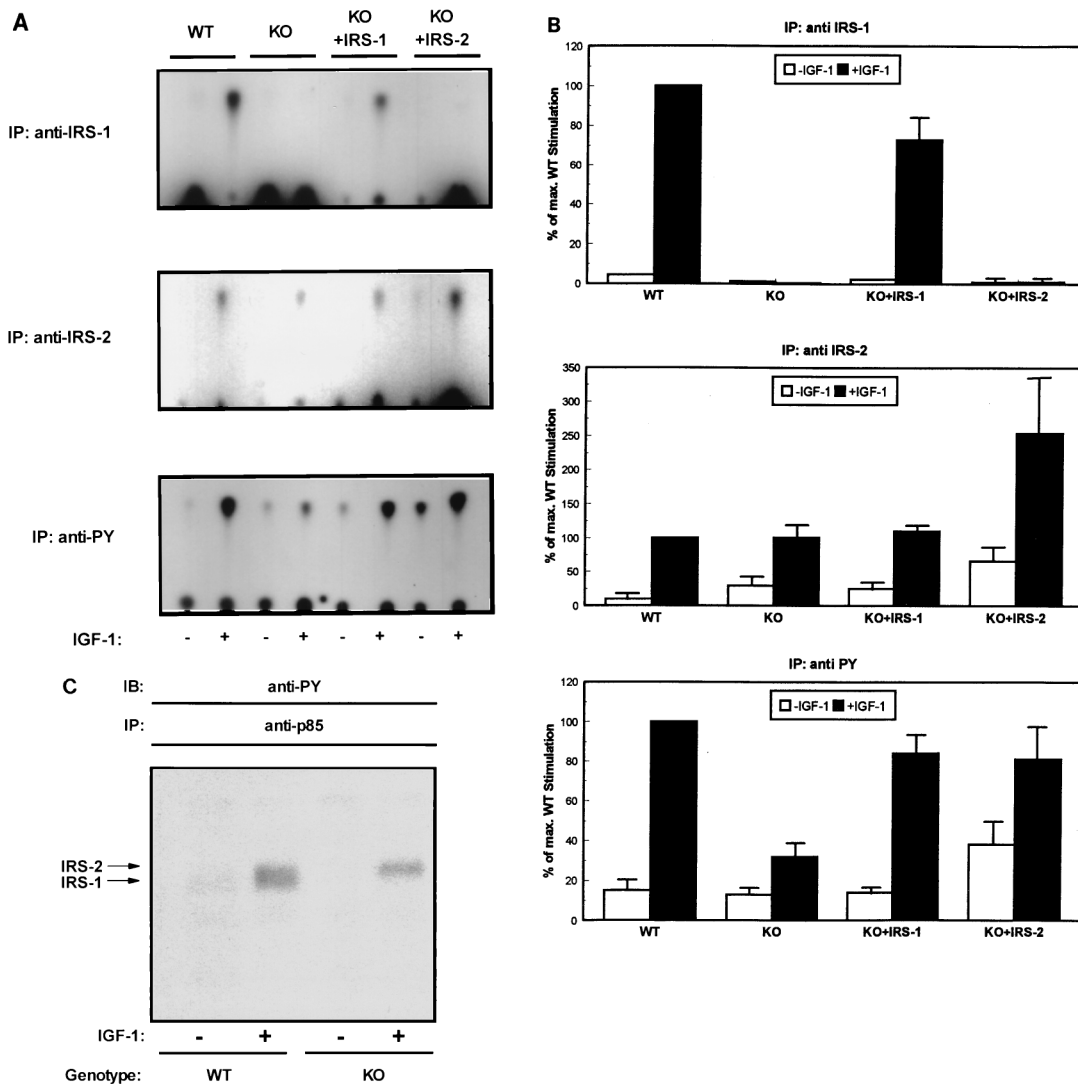 A
WT KO KO +IRS-1 KO +IRS-2
IP: anti-IRS-1
IP: anti-IRS-2
IP: anti-PY
IGF-1: - + - + - + - +
B
IP: anti IRS-1
% of max. WT Stimulation
120
100
80
60
40
20
0
-IGF-1 +IGF-1
WT KO KO+IRS-1 KO+IRS-2
IP: anti IRS-2
% of max. WT Stimulation
350
300
250
200
150
100
50
0
-IGF-1 +IGF-1
WT KO KO+IRS-1 KO+IRS-2
IP: anti PY
% of max. WT Stimulation
120
100
80
60
40
20
0
-IGF-1 +IGF-1
WT KO KO+IRS-1 KO+IRS-2
C
IB: anti-PY
IP: anti-p85
IRS-2
IRS-1
IGF-1: - + - +
Genotype: WT KO